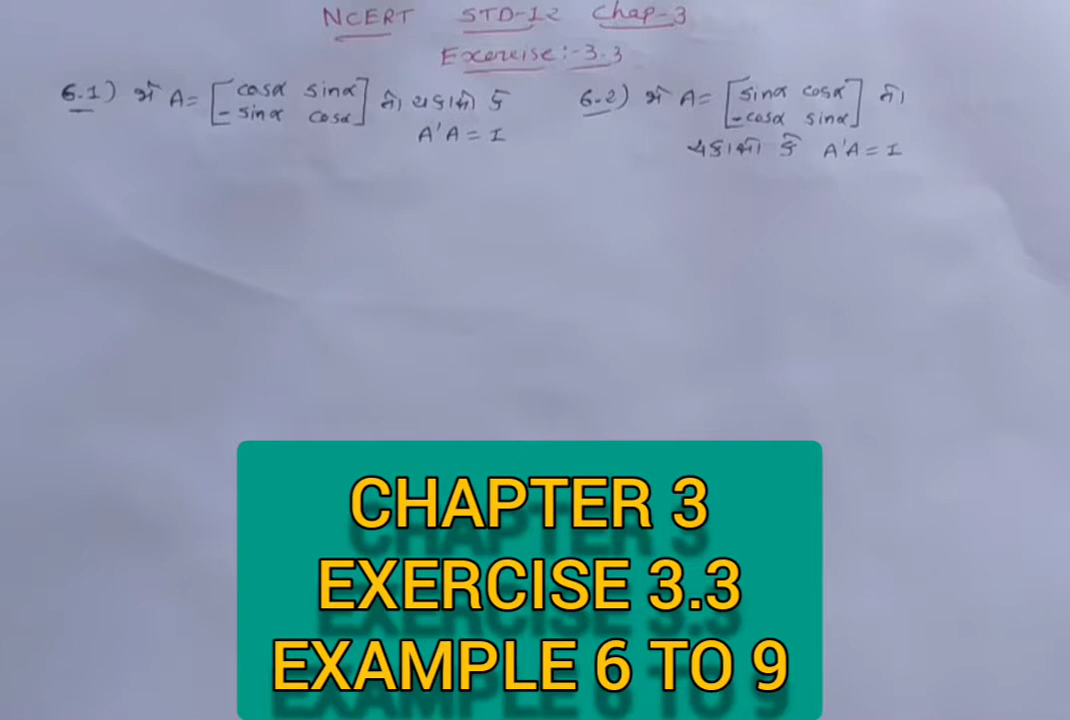 NCERT STD-12 Chap-3
Exercise:-3.3
6.1) જો A = [cosα sinα
-sinα cosα] તો ચકાસો કે
A'A = I
6.2) જો A = [sinα cosα
-cosα sinα] તો
ચકાસો કે A'A = I
CHAPTER 3
EXERCISE 3.3
EXAMPLE 6 TO 9